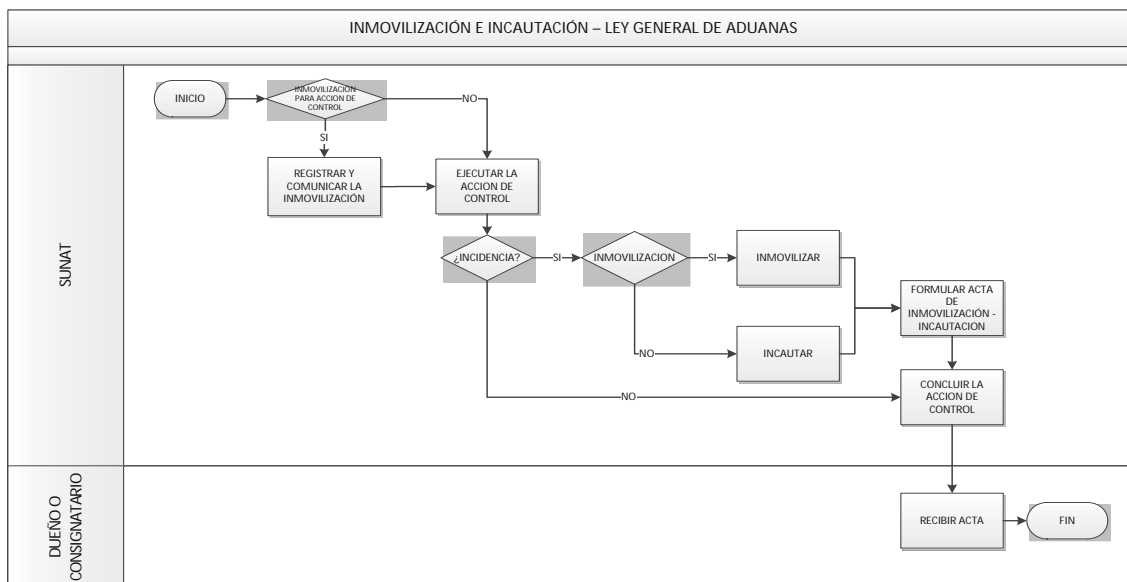 INMOVILIZACIÓN E INCAUTACIÓN – LEY GENERAL DE ADUANAS
SUNAT
INICIO
INMOVILIZACION
PARA ACCION DE
CONTROL
NO
SI
REGISTRAR Y
COMUNICAR LA
INMOVILIZACIÓN
EJECUTAR LA
ACCION DE
CONTROL
¿INCIDENCIA?
SI
INMOVILIZACION
SI
INMOVILIZAR
NO
INCAUTAR
FORMULAR ACTA
DE
INMOVILIZACIÓN -
INCAUTACION
NO
CONCLUIR LA
ACCION DE
CONTROL
DUEÑO O
CONSIGNATARIO
RECIBIR ACTA
FIN